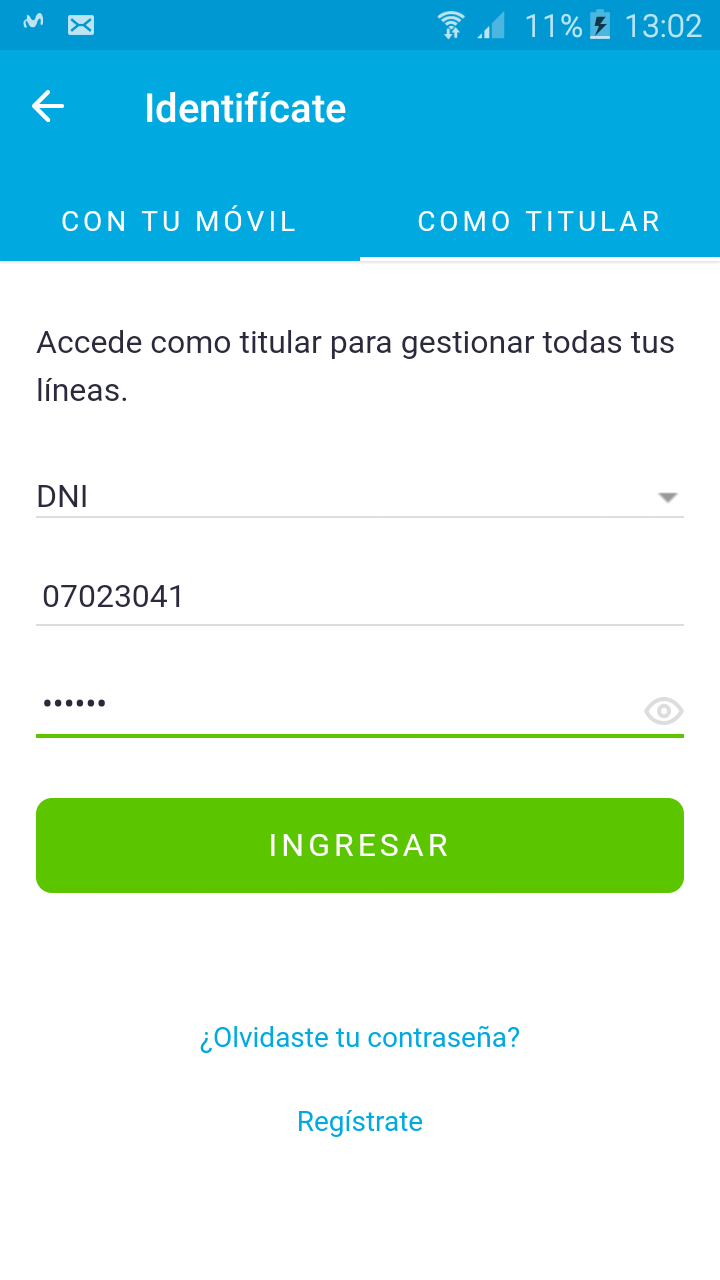 11% 13:02
Identifícate
CON TU MÓVIL COMO TITULAR
Accede como titular para gestionar todas tus
líneas.
DNI
07023041
••••••
INGRESAR
¿Olvidaste tu contraseña?
Regístrate